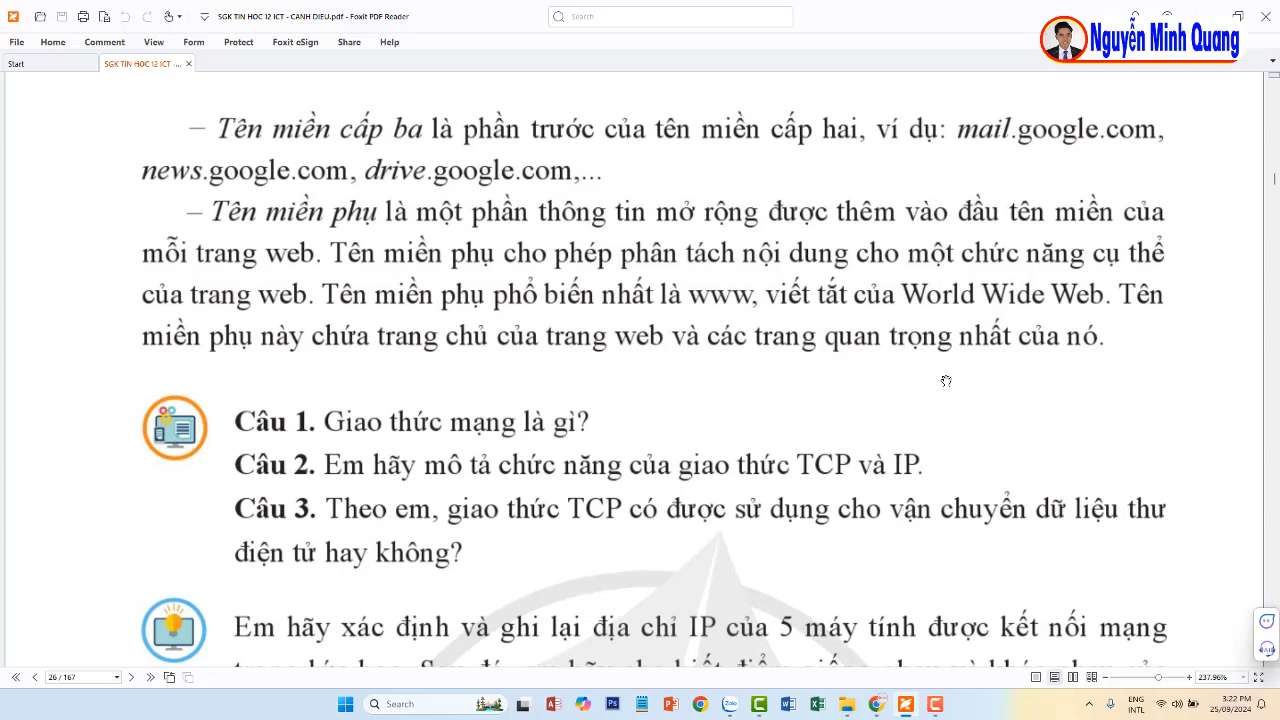 SGK TIN HOC 12 ICT - CANH DIEU.pdf - Foxit PDF Reader
Search
File Home Comment View Form Protect Foxit eSign Share Help
Nguyễn Minh Quang
Start SGK TIN HOC 12 ICT -...
– Tên miền cấp ba là phần trước của tên miền cấp hai, ví dụ: mail.google.com,
news.google.com, drive.google.com,...
– Tên miền phụ là một phần thông tin mở rộng được thêm vào đầu tên miền của
mỗi trang web. Tên miền phụ cho phép phân tách nội dung cho một chức năng cụ thể
của trang web. Tên miền phụ phổ biến nhất là www, viết tắt của World Wide Web. Tên
miền phụ này chứa trang chủ của trang web và các trang quan trọng nhất của nó.
Câu 1. Giao thức mạng là gì?
Câu 2. Em hãy mô tả chức năng của giao thức TCP và IP.
Câu 3. Theo em, giao thức TCP có được sử dụng cho vận chuyển dữ liệu thư
điện tử hay không?
Em hãy xác định và ghi lại địa chỉ IP của 5 máy tính được kết nối mạng
26 / 167
237.96%
Search
INTL
3:22 PM
25/09/2024